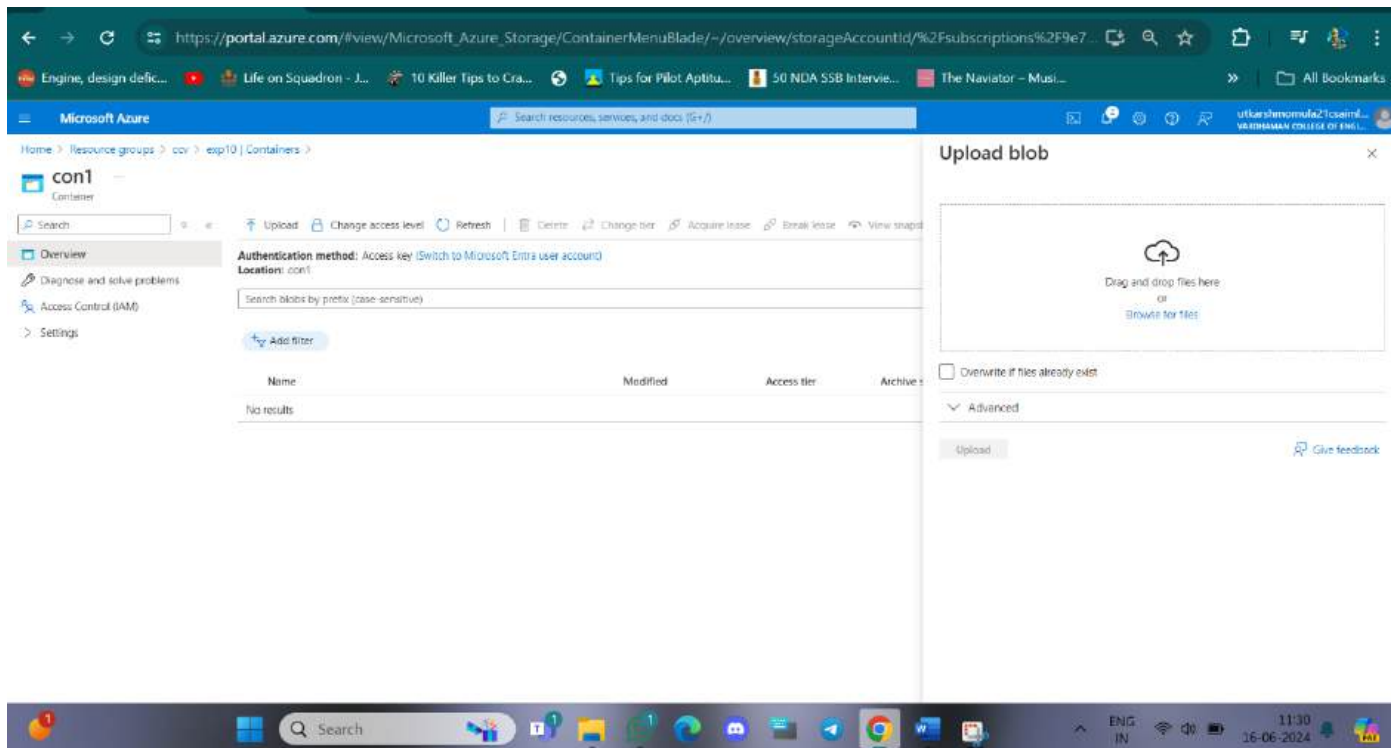 https://portal.azure.com/#view/Microsoft_Azure_Storage/ContainerMenuBlade/~/overview/storageAccountId/%2Fsubscriptions%2F9e7...
Engine, design defic...
Life on Squadron - J...
10 Killer Tips to Cra...
Tips for Pilot Aptitu...
50 NDA SSB Intervie...
The Naviator – Musi...
»
All Bookmarks
Microsoft Azure
Search resources, services, and docs (G+/)
utkarshmomula21csaiml...
VARDHAMAN COLLEGE OF ENGI...
Home > Resource groups > ccv > exp10 | Containers >
con1 ...
Container
Search
Overview
Diagnose and solve problems
Access Control (IAM)
> Settings
Upload
Change access level
Refresh
Delete
Change tier
Acquire lease
Break lease
View snapsh
Authentication method: Access key (Switch to Microsoft Entra user account)
Location: con1
Search blobs by prefix (case-sensitive)
Add filter
Name Modified Access tier Archive s
No results
Upload blob
Drag and drop files here
or
Browse for files
Overwrite if files already exist
Advanced
Upload
Give feedback
1
Search
1
1
ENG
IN
11:30
16-06-2024